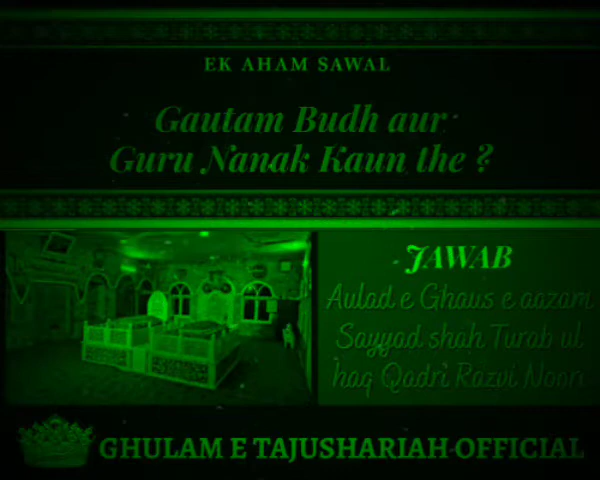 EK AHAM SAWAL
Gautam Budh aur
Guru Nanak Kaun the ?
JAWAB
Aulad e Ghaus e aazam
Sayyad shah Turab ul
haq Qadri Razvi Noori
GHULAM E TAJUSHARIAH OFFICIAL